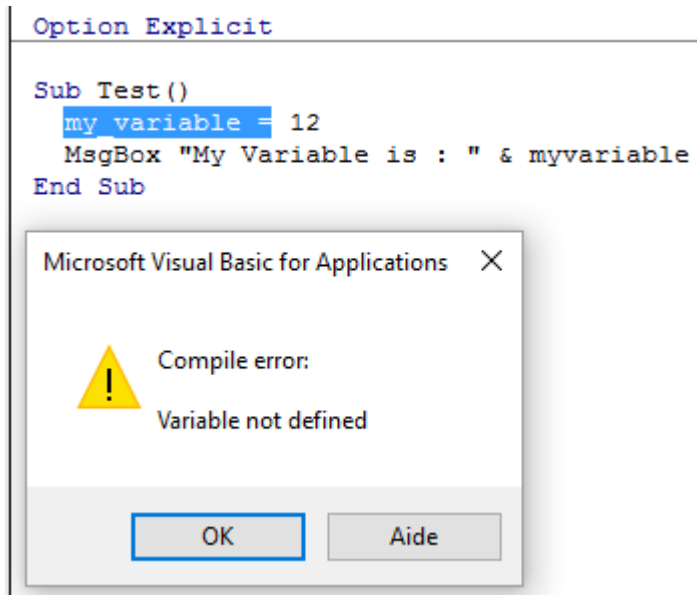 Option Explicit
Sub Test()
my_variable = 12
MsgBox "My Variable is : " & myvariable
End Sub
Microsoft Visual Basic for Applications
Compile error:
Variable not defined
OK
Aide